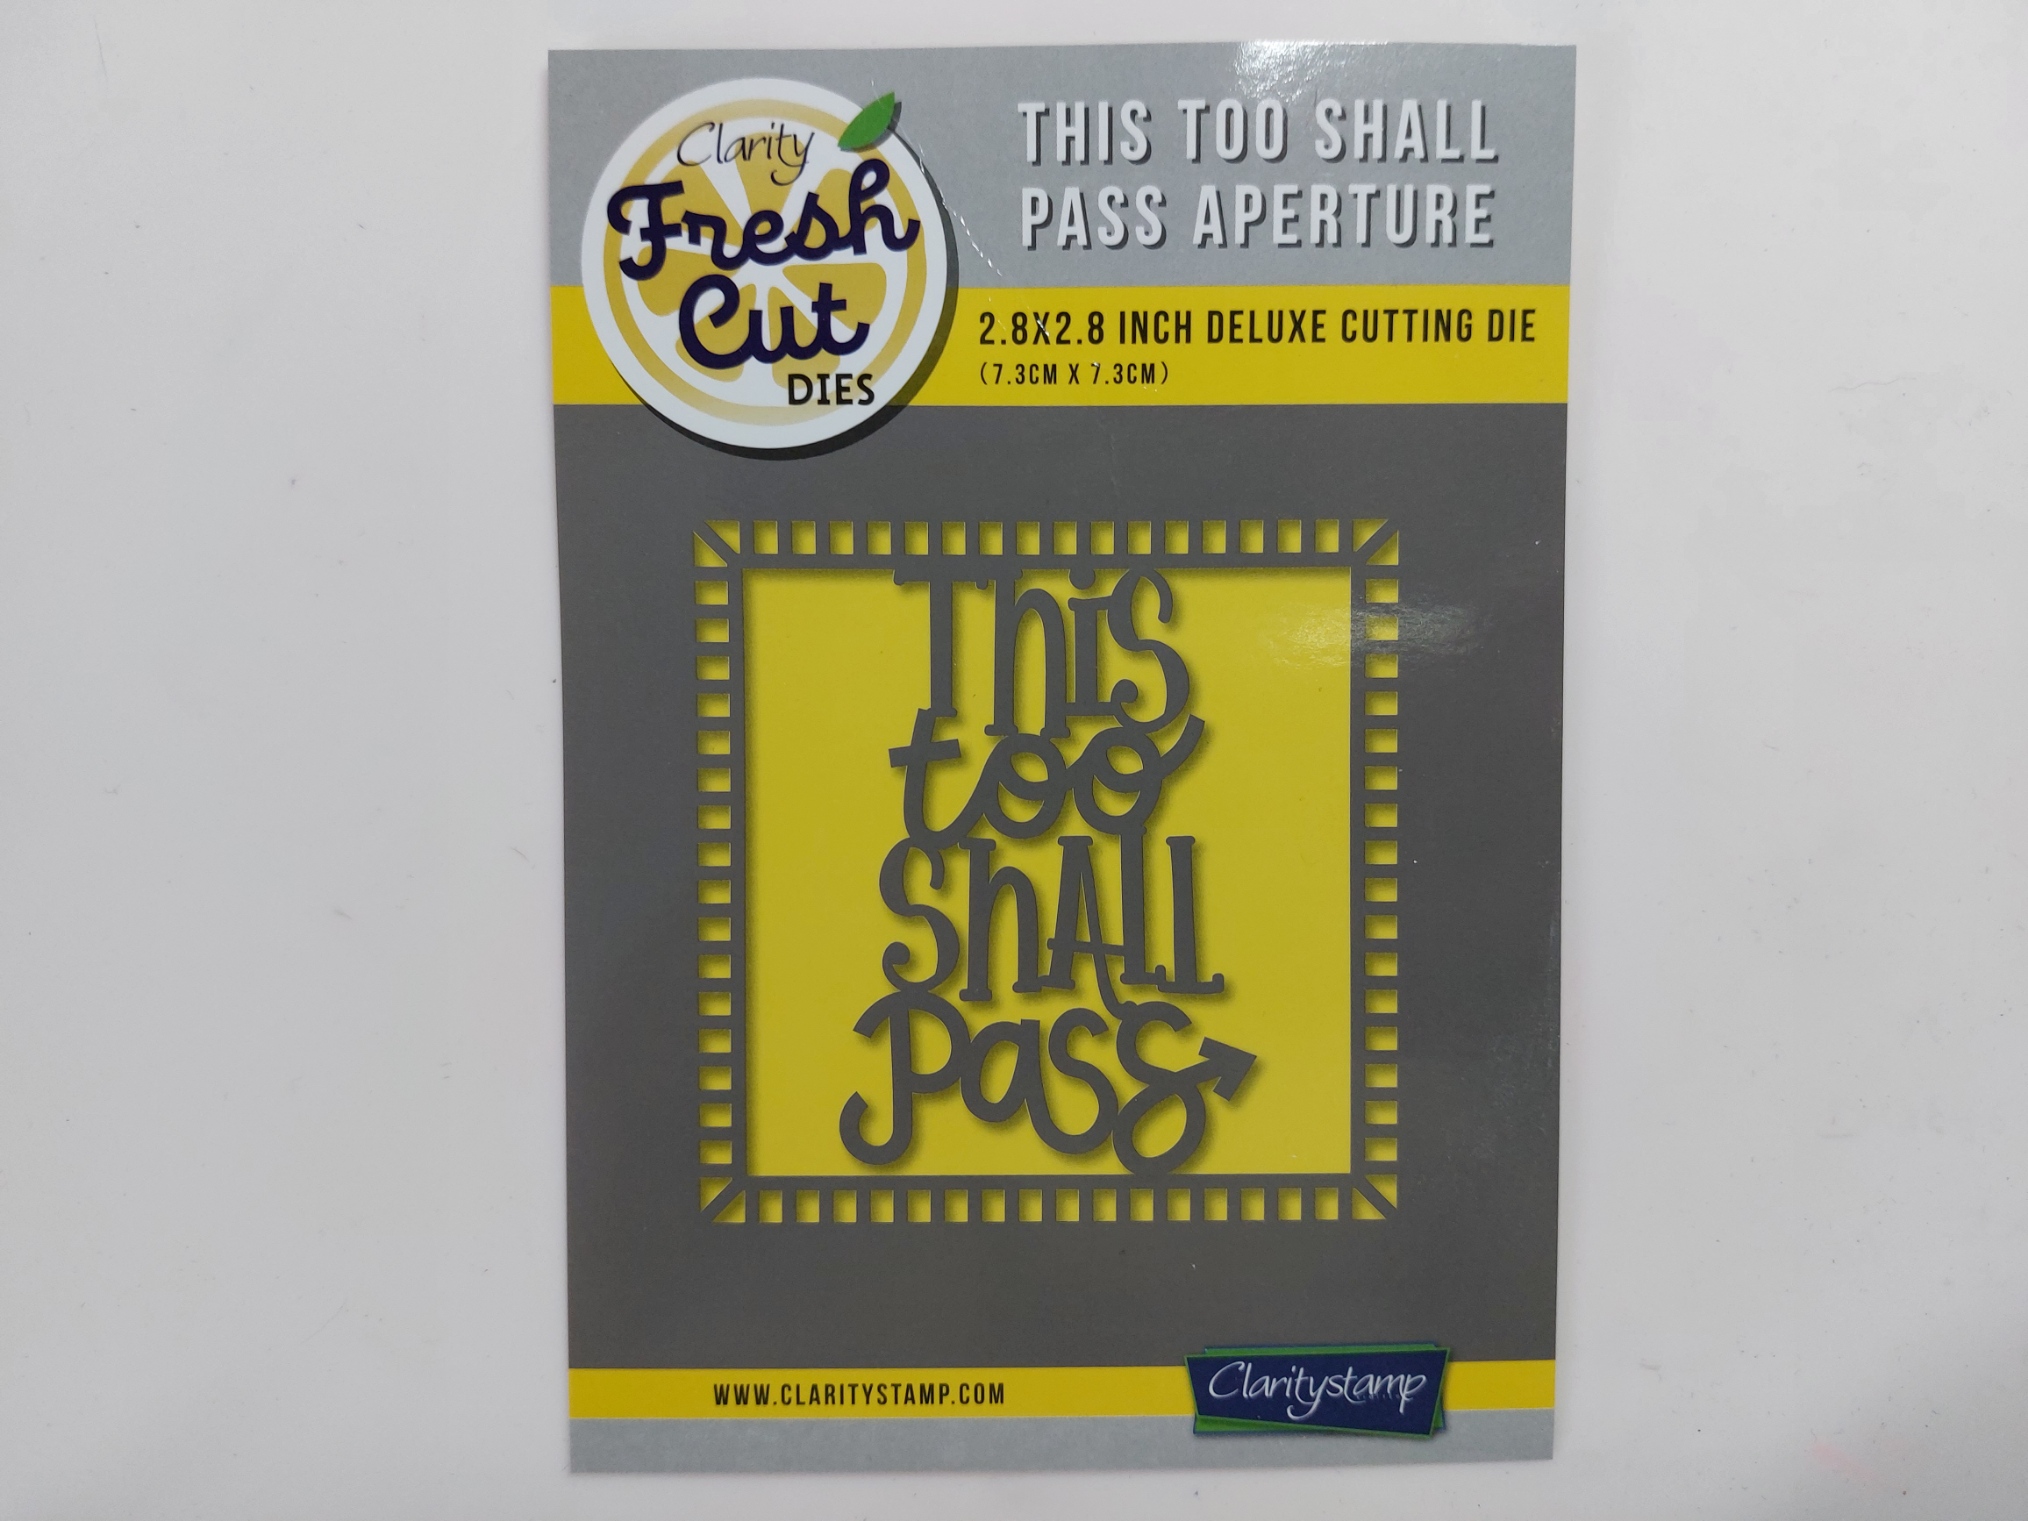 Clarity
Fresh
Cut
DIES
THIS TOO SHALL
PASS APERTURE
2.8X2.8 INCH DELUXE CUTTING DIE
(7.3CM X 7.3CM)
This
too
shAll
Pass
WWW.CLARITYSTAMP.COM
Claritystamp